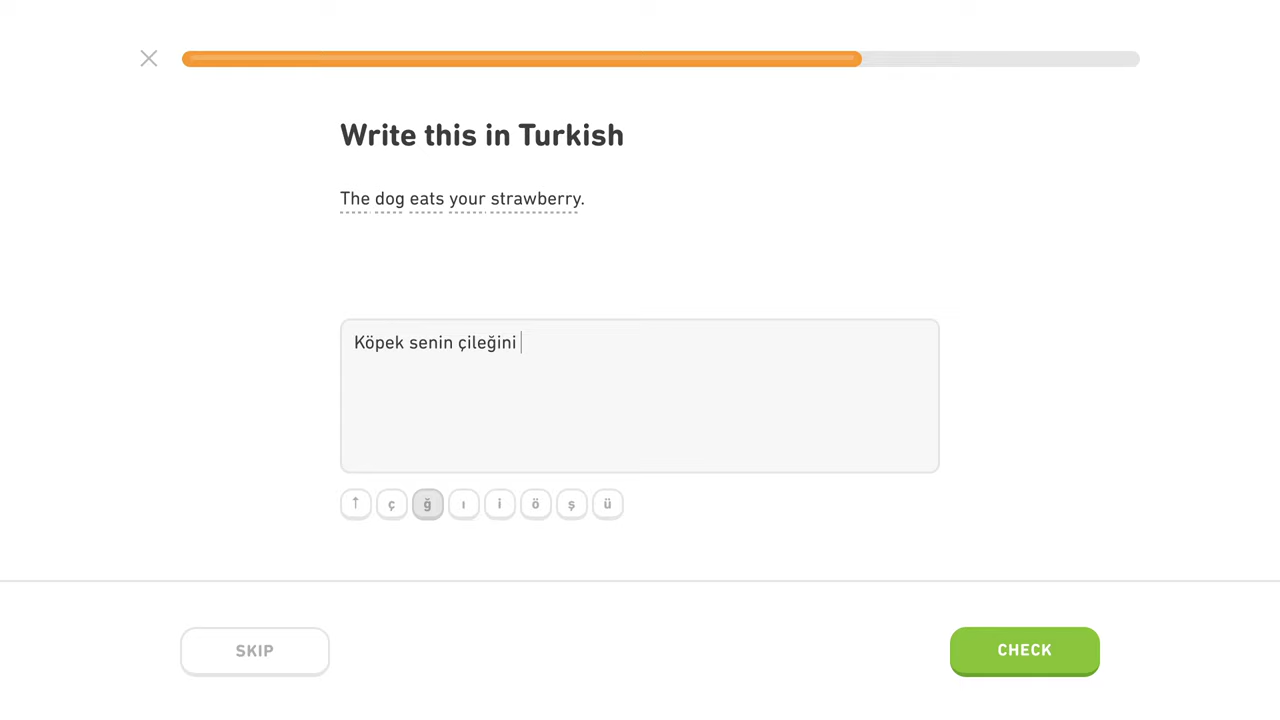 Write this in Turkish
The dog eats your strawberry.
Köpek senin çileğini
↑ ç ğ ı i ö ş ü
SKIP
CHECK